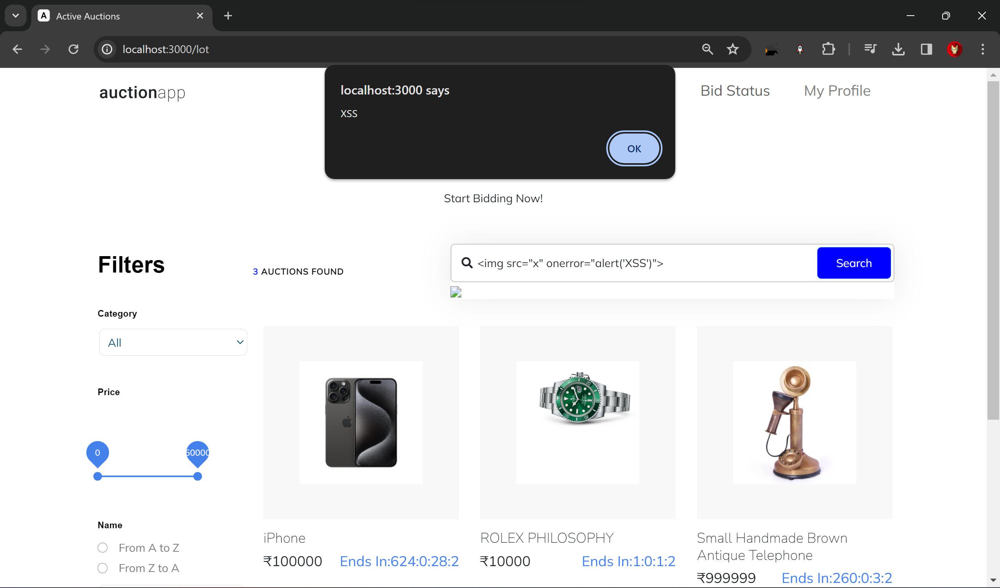 A Active Auctions
localhost:3000/lot
auctionapp
Bid Status
My Profile
localhost:3000 says
XSS
OK
Start Bidding Now!
Filters
3 AUCTIONS FOUND
<img src="x" onerror="alert('XSS')">
Search
Category
All
Price
0
50000
Name
From A to Z
From Z to A
iPhone
₹100000 Ends In:624:0:28:2
ROLEX PHILOSOPHY
₹10000 Ends In:1:0:1:2
Small Handmade Brown
Antique Telephone
₹999999 Ends In:260:0:3:2